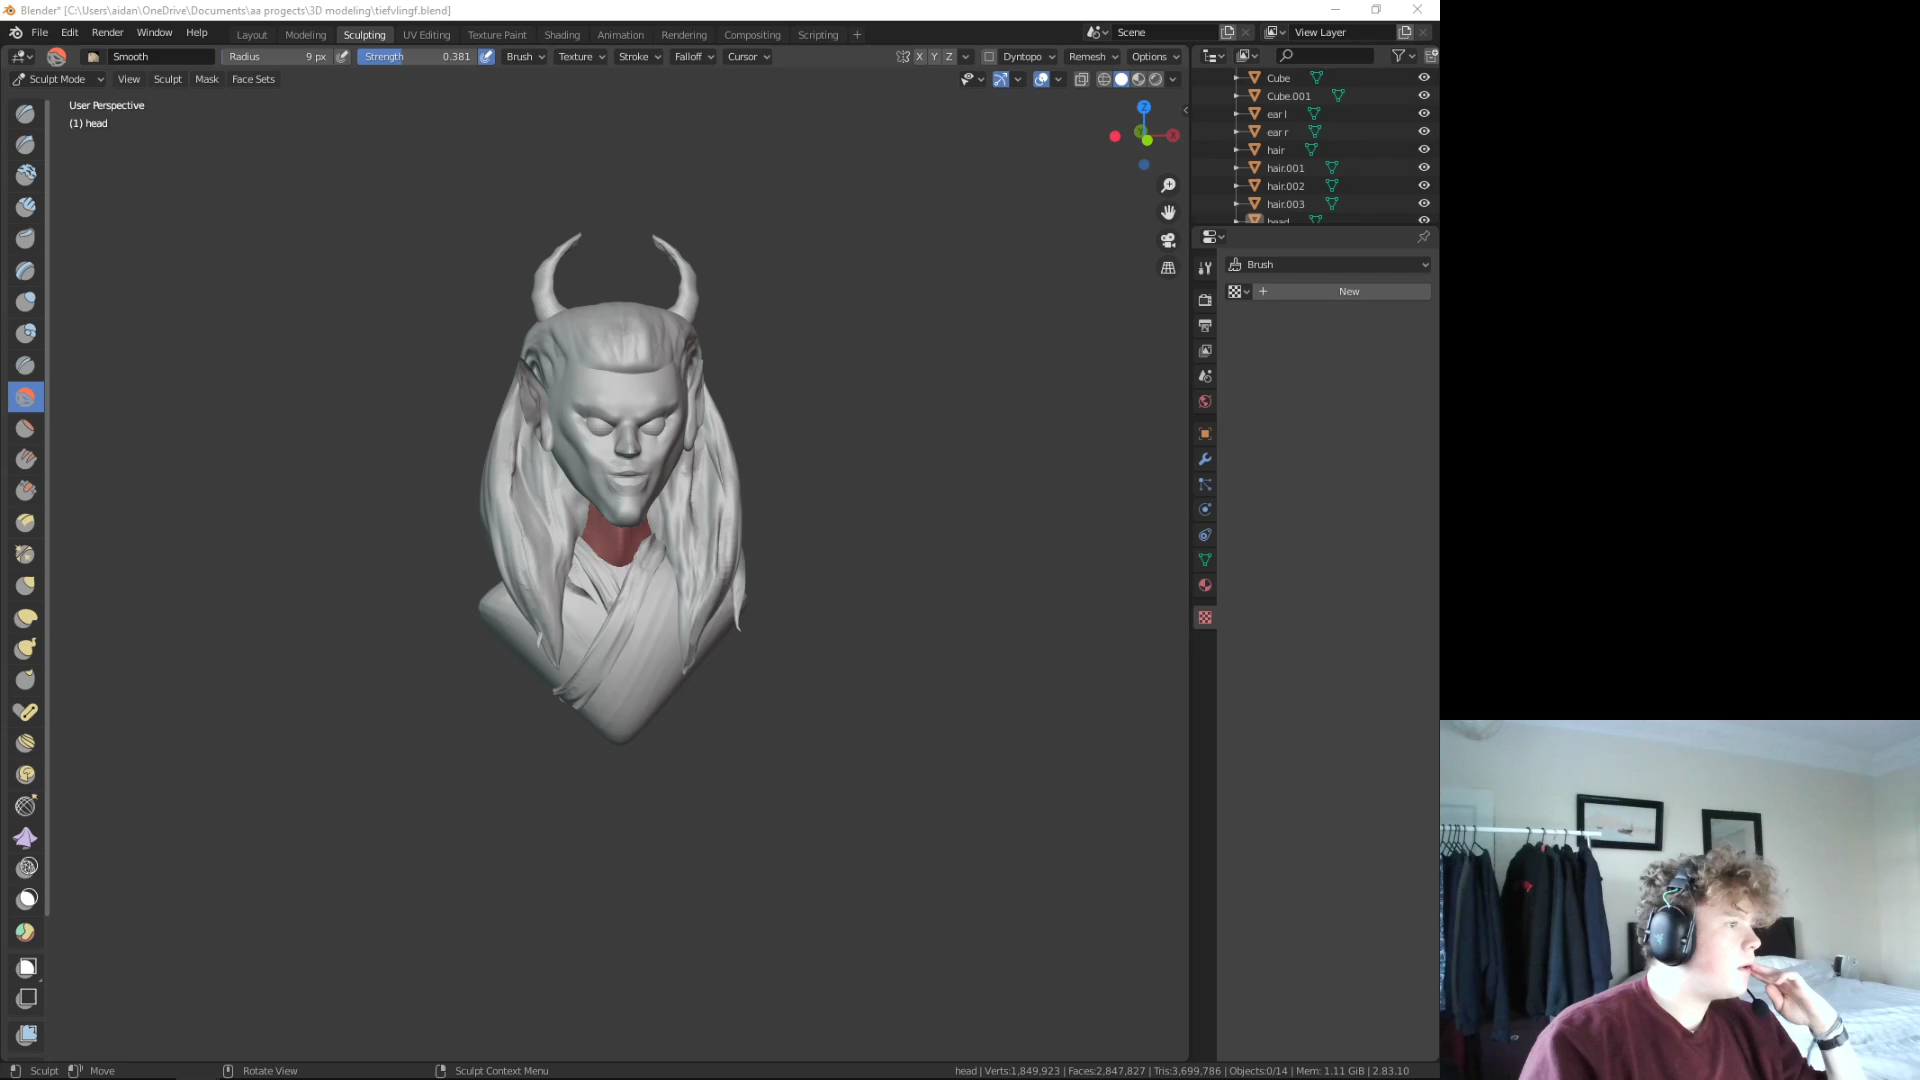 Blender* [C:\Users\aidan\OneDrive\Documents\aa progects\3D modeling\tiefvlingf.blend]
File Edit Render Window Help Layout Modeling Sculpting UV Editing Texture Paint Shading Animation Rendering Compositing Scripting + Scene View Layer
Smooth Radius 9 px Strength 0.381 Brush Texture Stroke Falloff Cursor X Y Z Dyntopo Remesh Options
Sculpt Mode View Sculpt Mask Face Sets
User Perspective
(1) head
Z
Y
X
Cube
Cube.001
ear l
ear r
hair
hair.001
hair.002
hair.003
head
Brush
+ New
Sculpt Move Rotate View Sculpt Context Menu head | Verts:1,849,923 | Faces:2,847,827 | Tris:3,699,786 | Objects:0/14 | Mem: 1.11 GiB | 2.83.10